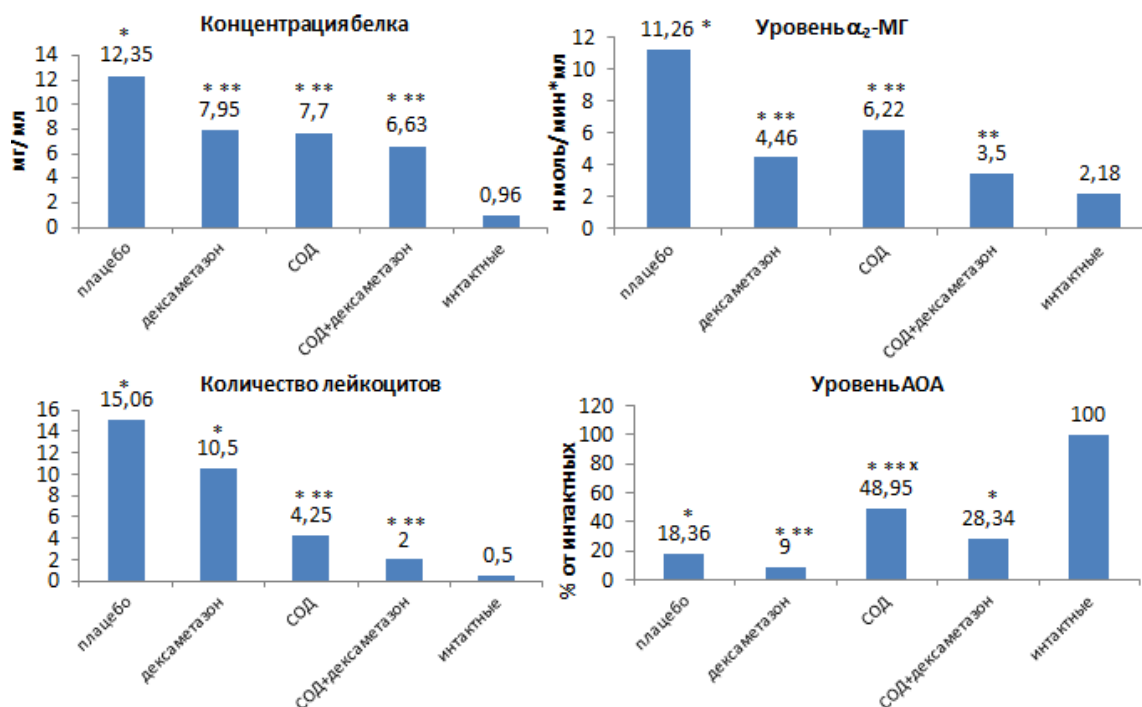 Концентрация белка
мг/мл
14
12
10
8
6
4
2
0
*
12,35
* **
7,95
* **
7,7
* **
6,63
0,96
плацебо
дексаметазон
СОД
СОД+дексаметазон
интактные
Уровень α₂-МГ
нмоль/мин*мл
12
10
8
6
4
2
0
11,26 *
* **
4,46
* **
6,22
**
3,5
2,18
плацебо
дексаметазон
СОД
СОД+дексаметазон
интактные
Количество лейкоцитов
16
14
12
10
8
6
4
2
0
*
15,06
*
10,5
* **
4,25
* **
2
0,5
плацебо
дексаметазон
СОД
СОД+дексаметазон
интактные
Уровень АОА
% от интактных
120
100
80
60
40
20
0
*
18,36
* **
9
* ** x
48,95
*
28,34
100
плацебо
дексаметазон
СОД
СОД+дексаметазон
интактные